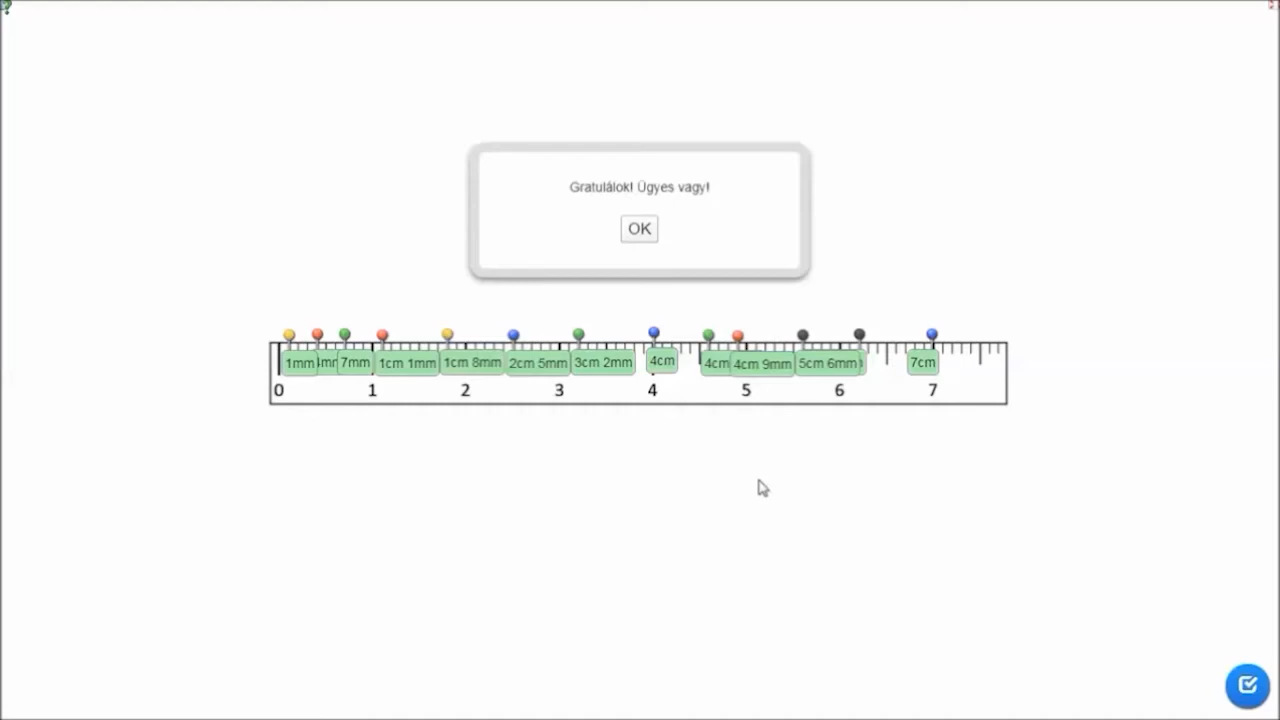 Gratulálok! Ügyes vagy!
OK
1mm 7mm 1cm 1mm 1cm 8mm 2cm 5mm 3cm 2mm 4cm 4cm 4cm 9mm 5cm 6mm 7cm
0 1 2 3 4 5 6 7